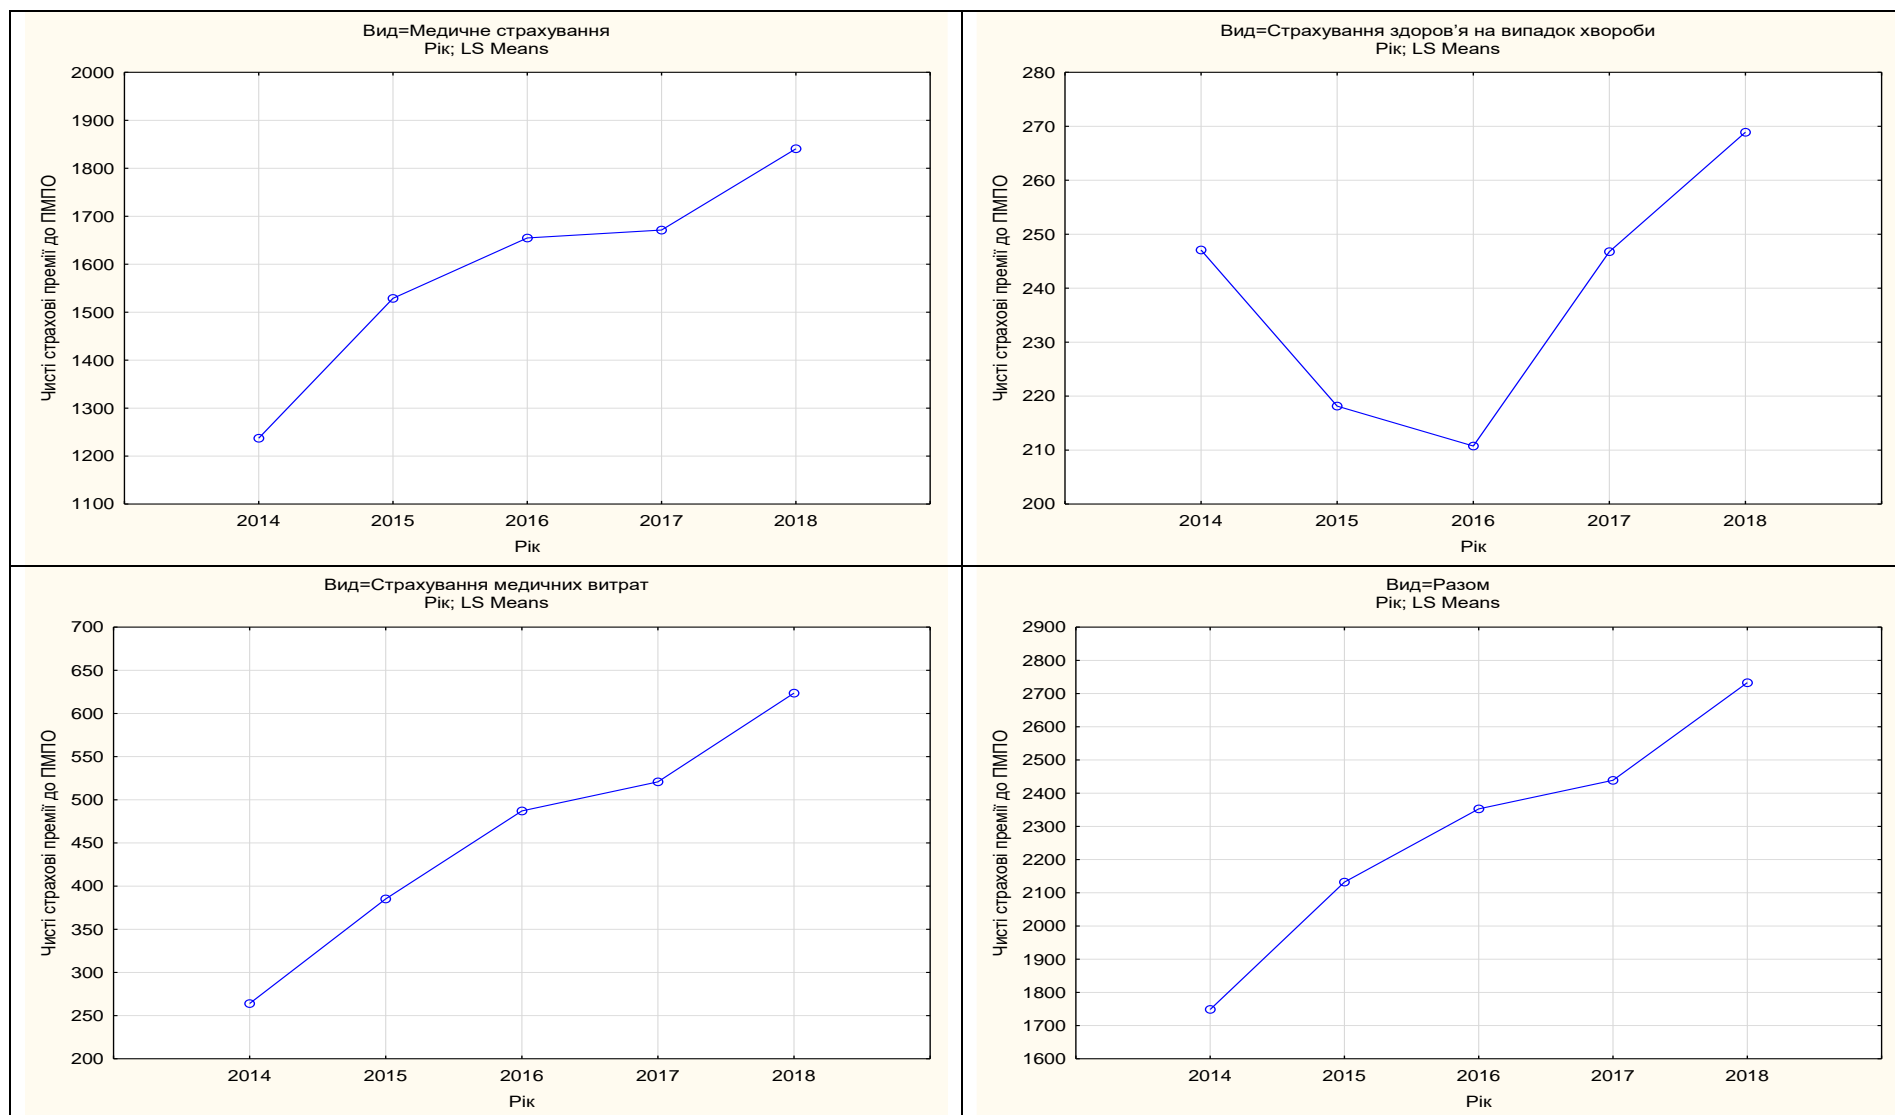 Вид=Медичне страхування
Рік; LS Means
2000
1900
1800
1700
1600
1500
1400
1300
1200
1100
Чисті страхові премії до ПМПО
2014 2015 2016 2017 2018
Рік
Вид=Страхування здоров’я на випадок хвороби
Рік; LS Means
280
270
260
250
240
230
220
210
200
Чисті страхові премії до ПМПО
2014 2015 2016 2017 2018
Рік
Вид=Страхування медичних витрат
Рік; LS Means
700
650
600
550
500
450
400
350
300
250
200
Чисті страхові премії до ПМПО
2014 2015 2016 2017 2018
Рік
Вид=Разом
Рік; LS Means
2900
2800
2700
2600
2500
2400
2300
2200
2100
2000
1900
1800
1700
1600
Чисті страхові премії до ПМПО
2014 2015 2016 2017 2018
Рік